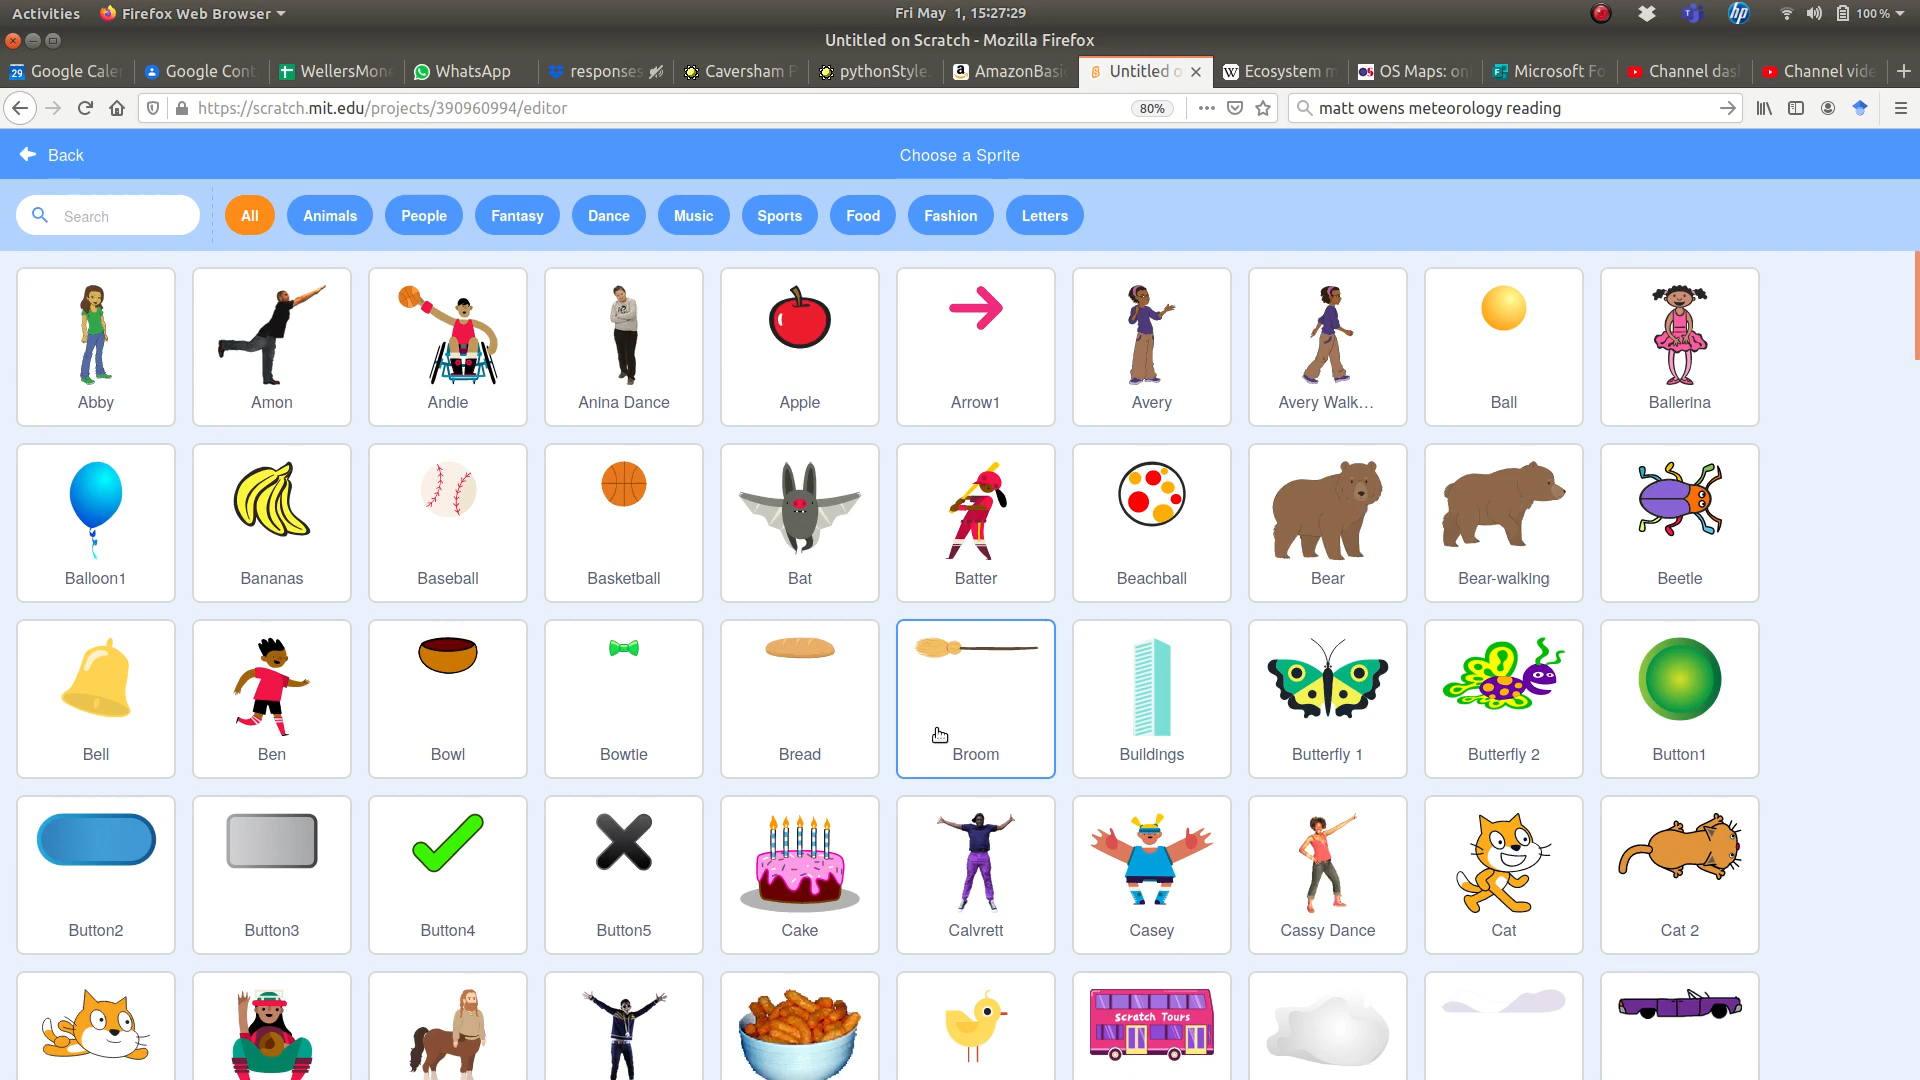 Activities Firefox Web Browser Fri May 1, 15:27:29 100 %
Untitled on Scratch - Mozilla Firefox
29 Google Cale Google Cont WellersMon WhatsApp responses Caversham P pythonStyle. AmazonBasi Untitled o W Ecosystem m OS OS Maps: on Microsoft Fo Channel das Channel vide
https://scratch.mit.edu/projects/390960994/editor 80% matt owens meteorology reading
Back Choose a Sprite
Search All Animals People Fantasy Dance Music Sports Food Fashion Letters
Abby Amon Andie Anina Dance Apple Arrow1 Avery Avery Walk... Ball Ballerina
Balloon1 Bananas Baseball Basketball Bat Batter Beachball Bear Bear-walking Beetle
Bell Ben Bowl Bowtie Bread Broom Buildings Butterfly 1 Butterfly 2 Button1
Button2 Button3 Button4 Button5 Cake Calvrett Casey Cassy Dance Cat Cat 2
Scratch Tours